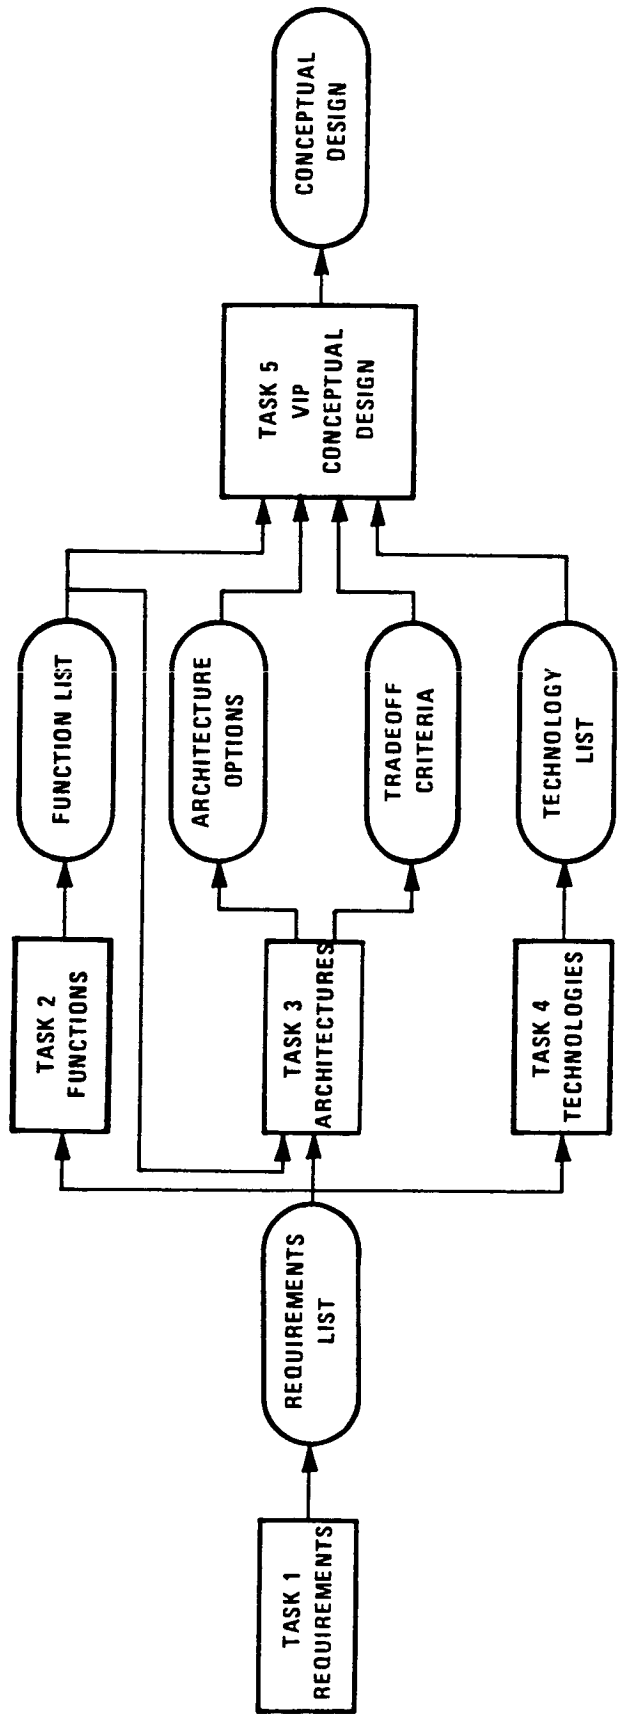 TASK 1
REQUIREMENTS
REQUIREMENTS
LIST
TASK 2
FUNCTIONS
FUNCTION LIST
TASK 3
ARCHITECTURES
ARCHITECTURE
OPTIONS
TRADEOFF
CRITERIA
TASK 4
TECHNOLOGIES
TECHNOLOGY
LIST
TASK 5
VIP
CONCEPTUAL
DESIGN
CONCEPTUAL
DESIGN